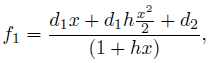 $f_1 = \frac{d_1 x + d_1 h \frac{x^2}{2} + d_2}{(1 + hx)},$